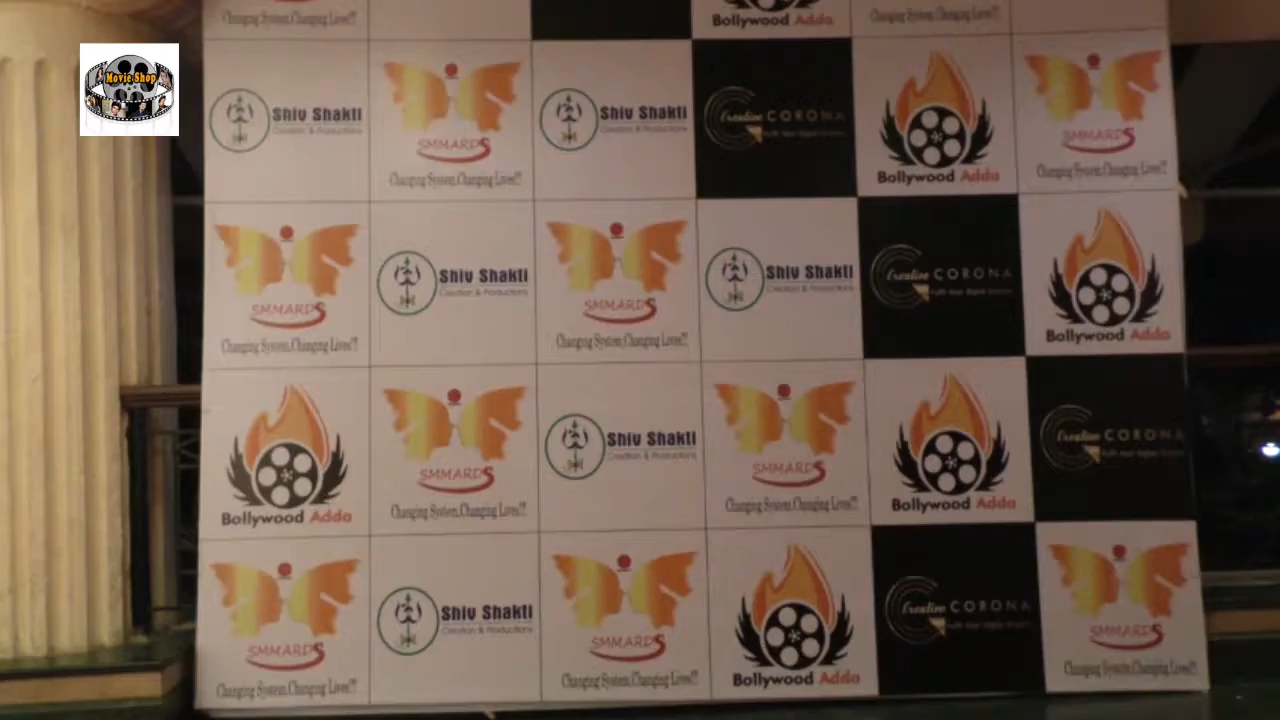 Changing System,Changing Lives!!!
Bollywood Adda
Changing System,Changing Lives!!!
Movie Shop
Shiv Shakti
Creation & Productions
SMMARDS
Changing System,Changing Lives!!!
Shiv Shakti
Creation & Productions
Creative CORONA
Bollywood Adda
SMMARDS
Changing System,Changing Lives!!!
SMMARDS
Changing System,Changing Lives!!!
Shiv Shakti
Creation & Productions
SMMARDS
Changing System,Changing Lives!!!
Shiv Shakti
Creation & Productions
Creative CORONA
Bollywood Adda
Bollywood Adda
SMMARDS
Changing System,Changing Lives!!!
Shiv Shakti
Creation & Productions
SMMARDS
Changing System,Changing Lives!!!
Bollywood Adda
Creative CORONA
SMMARDS
Changing System,Changing Lives!!!
Shiv Shakti
Creation & Productions
SMMARDS
Changing System,Changing Lives!!!
Bollywood Adda
Creative CORONA
SMMARDS
Changing System,Changing Lives!!!